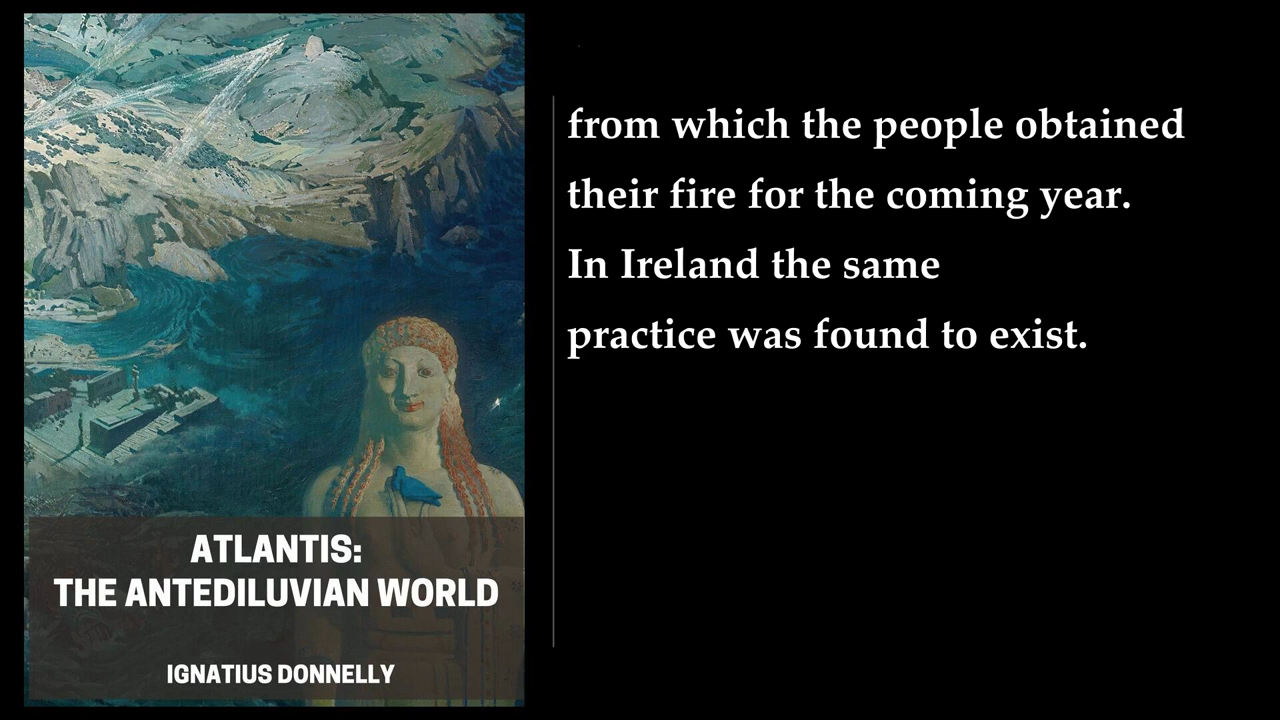 from which the people obtained
their fire for the coming year.
In Ireland the same
practice was found to exist.
ATLANTIS:
THE ANTEDILUVIAN WORLD
IGNATIUS DONNELLY